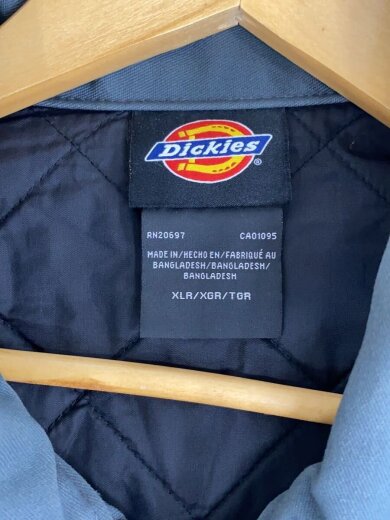 Dickies®
RN20697 CA01095
MADE IN/HECHO EN/FABRIQUÉ AU
BANGLADESH/BANGLADESH/
BANGLADESH
XLR/XGR/TGR